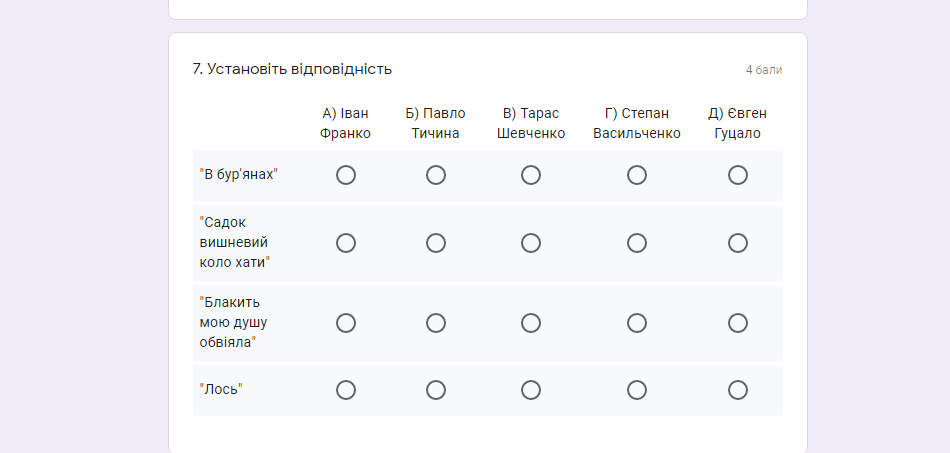 7. Установіть відповідність
4 бали
А) Іван Франко
Б) Павло Тичина
В) Тарас Шевченко
Г) Степан Васильченко
Д) Євген Гуцало
"В бур'янах"
"Садок
вишневий
коло хати"
"Блакить
мою душу
обвіяла"
"Лось"